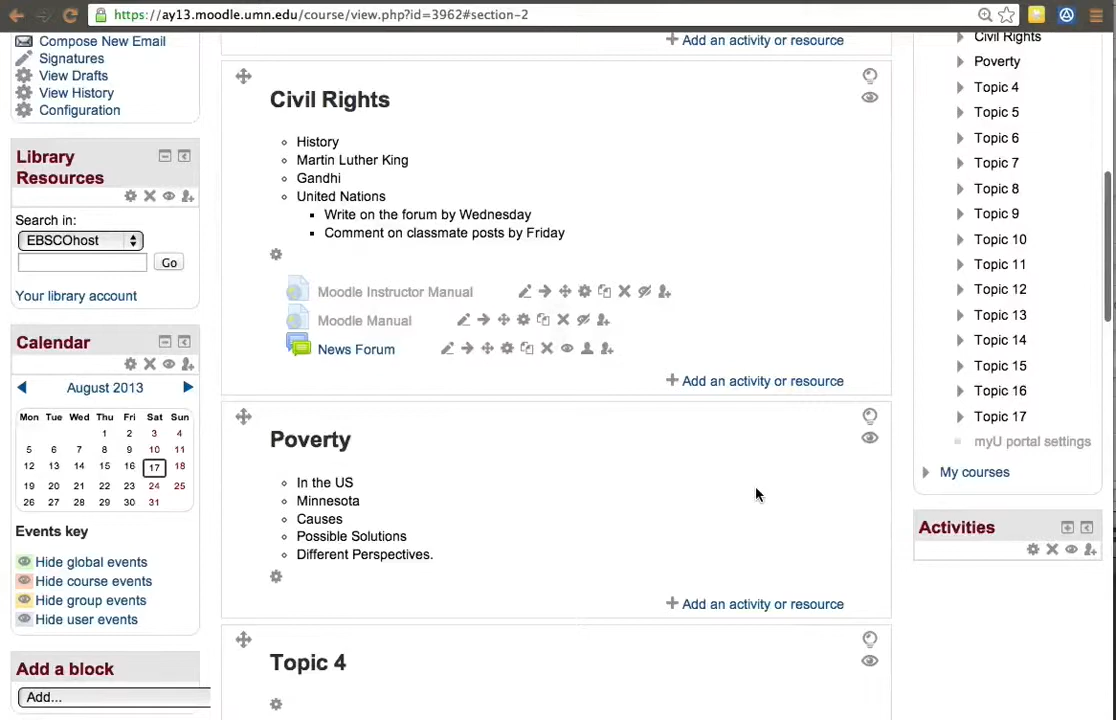 https://ay13.moodle.umn.edu/course/view.php?id=3962#section-2
Compose New Email
Signatures
View Drafts
View History
Configuration
Library
Resources
Search in:
EBSCOhost
Go
Your library account
Calendar
August 2013
Mon Tue Wed Thu Fri Sat Sun
1 2 3 4
5 6 7 8 9 10 11
12 13 14 15 16 17 18
19 20 21 22 23 24 25
26 27 28 29 30 31
Events key
Hide global events
Hide course events
Hide group events
Hide user events
Add a block
Add...
Add an activity or resource
Civil Rights
History
Martin Luther King
Gandhi
United Nations
Write on the forum by Wednesday
Comment on classmate posts by Friday
Moodle Instructor Manual
Moodle Manual
News Forum
Add an activity or resource
Poverty
In the US
Minnesota
Causes
Possible Solutions
Different Perspectives.
Add an activity or resource
Topic 4
Civil Rights
Poverty
Topic 4
Topic 5
Topic 6
Topic 7
Topic 8
Topic 9
Topic 10
Topic 11
Topic 12
Topic 13
Topic 14
Topic 15
Topic 16
Topic 17
myU portal settings
My courses
Activities